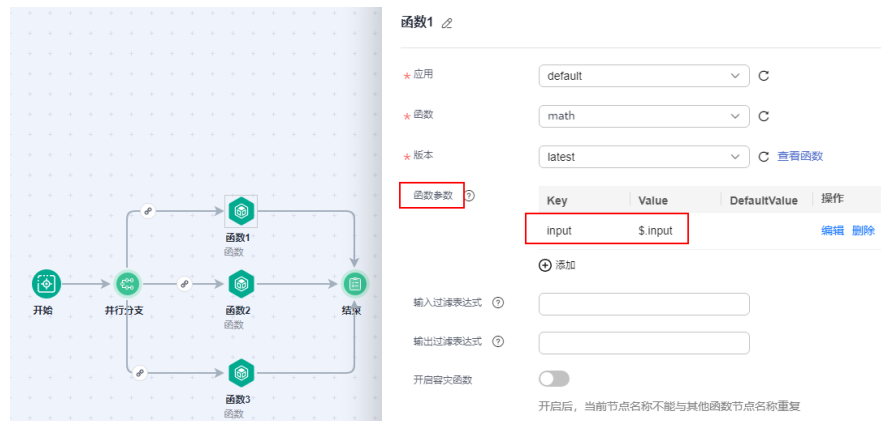 函数1
应用
default
函数
math
版本
latest
查看函数
函数参数
Key Value DefaultValue 操作
input $.input 编辑 删除
添加
输入过滤表达式
输出过滤表达式
开启容灾函数
开启后，当前节点名称不能与其他函数节点名称重复
函数1
函数
开始
并行分支
函数2
函数
结束
函数3
函数